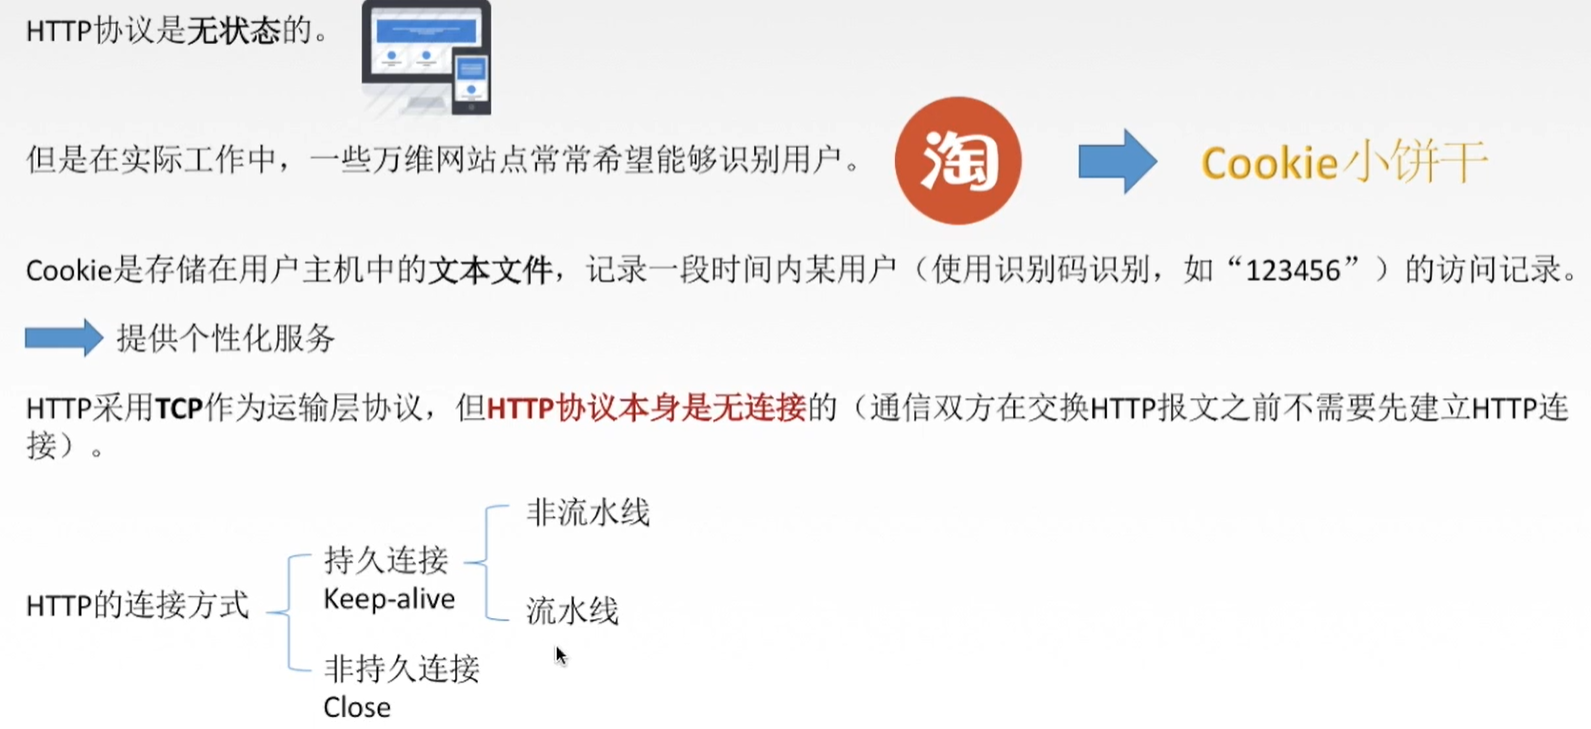 HTTP协议是无状态的。
但是在实际工作中，一些万维网站点常常希望能够识别用户。
淘
Cookie小饼干
Cookie是存储在用户主机中的文本文件，记录一段时间内某用户（使用识别码识别，如“123456”）的访问记录。
提供个性化服务
HTTP采用TCP作为运输层协议，但HTTP协议本身是无连接的（通信双方在交换HTTP报文之前不需要先建立HTTP连
接）。
HTTP的连接方式
持久连接
Keep-alive
非流水线
流水线
非持久连接
Close